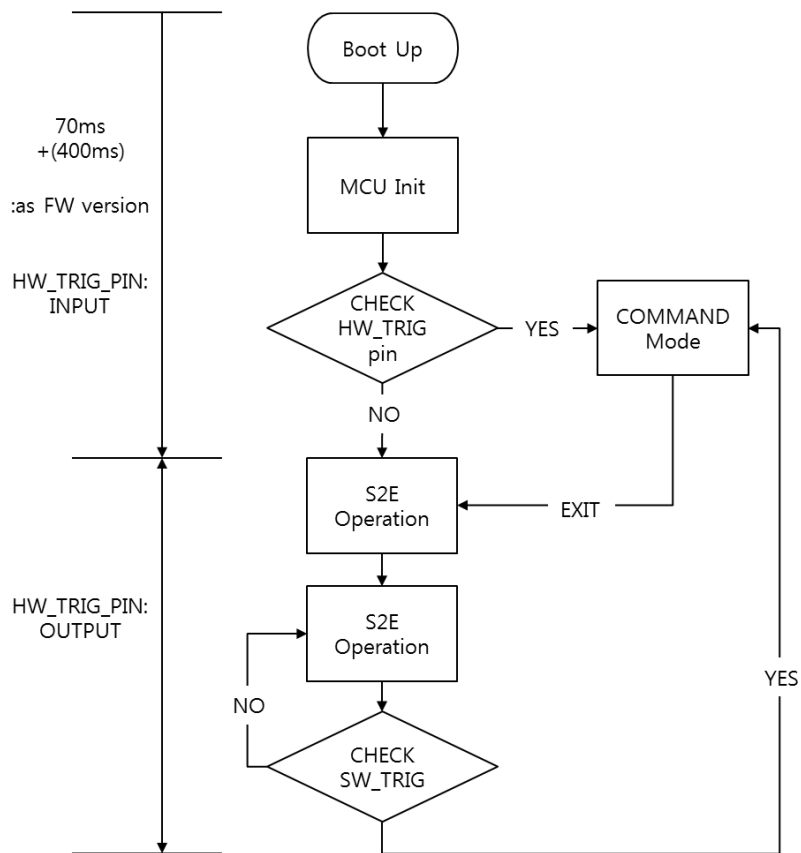 Boot Up
70ms
+(400ms)
:as FW version
HW_TRIG_PIN:
INPUT
MCU Init
CHECK
HW_TRIG
pin
YES
COMMAND
Mode
NO
S2E
Operation
EXIT
HW_TRIG_PIN:
OUTPUT
S2E
Operation
YES
NO
CHECK
SW_TRIG